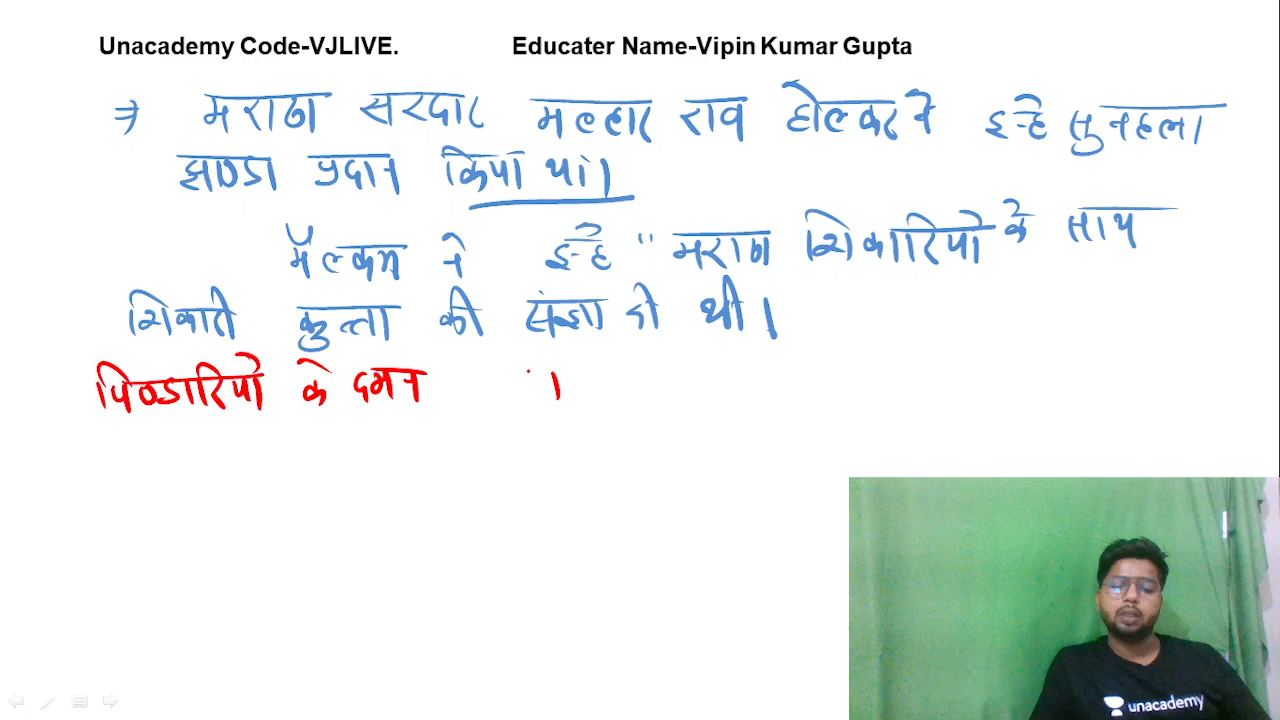 Unacademy Code-VJLIVE. Educater Name-Vipin Kumar Gupta
⇒ मराठा सरदार मल्हार राव होल्कर ने इन्हे सुनहला
झण्डा प्रदान किया था।
मैल्कम ने इन्हे " मराठा शिकारियो के साथ
शिकारी कुत्ता की संज्ञा दी थी।
पिण्डारियो के दमन
unacademy